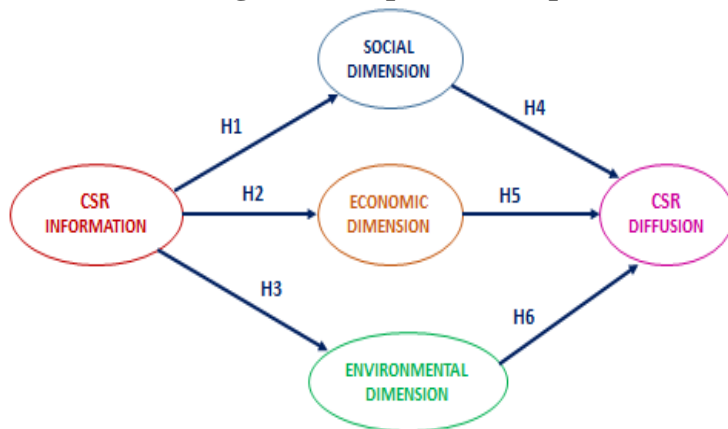 SOCIAL
DIMENSION
H1
H4
CSR
INFORMATION
H2
ECONOMIC
DIMENSION
H5
CSR
DIFFUSION
H3
H6
ENVIRONMENTAL
DIMENSION